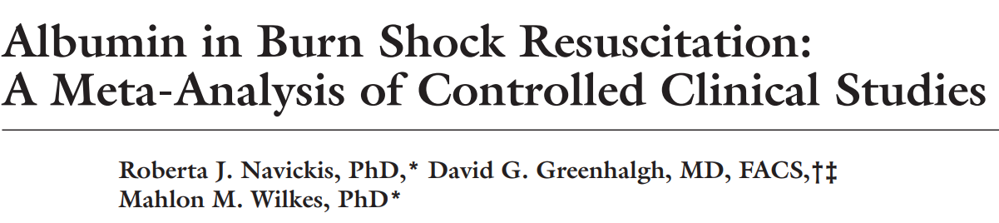 Albumin in Burn Shock Resuscitation:
A Meta-Analysis of Controlled Clinical Studies
Roberta J. Navickis, PhD,* David G. Greenhalgh, MD, FACS,†‡
Mahlon M. Wilkes, PhD*